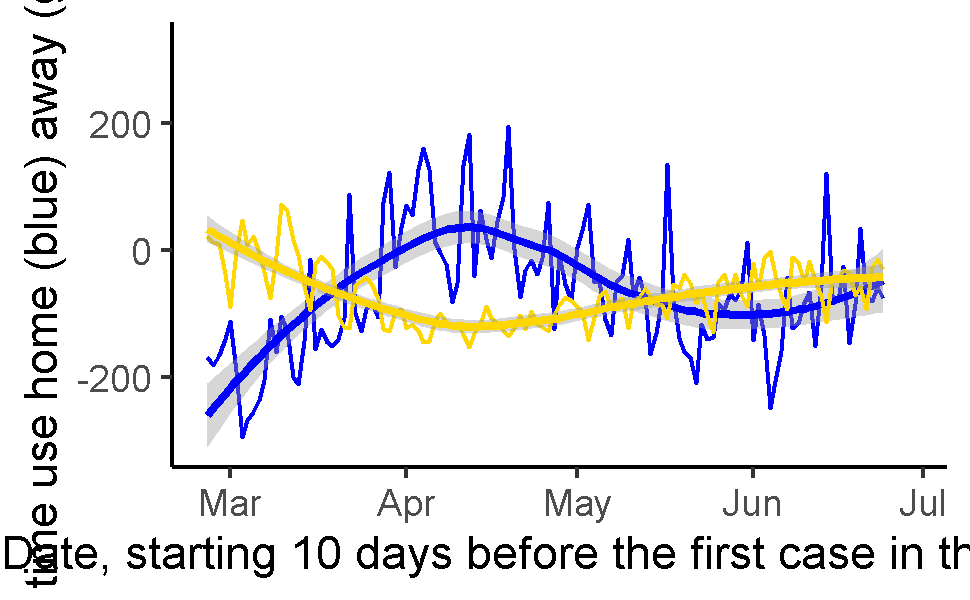 time use home (blue) away (
200
0
-200
Mar Apr May Jun Jul
Date, starting 10 days before the first case in th